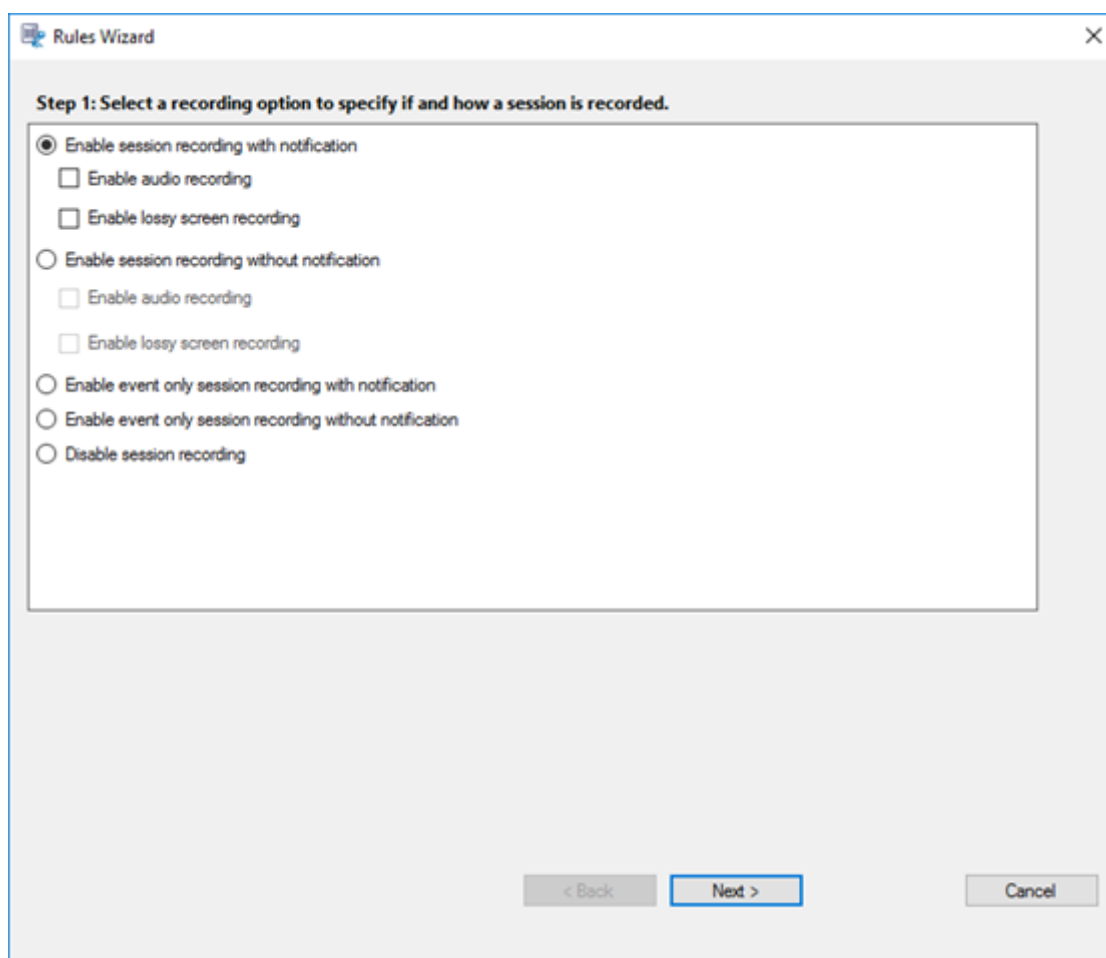 Rules Wizard
Step 1: Select a recording option to specify if and how a session is recorded.
Enable session recording with notification
Enable audio recording
Enable lossy screen recording
Enable session recording without notification
Enable audio recording
Enable lossy screen recording
Enable event only session recording with notification
Enable event only session recording without notification
Disable session recording
< Back Next > Cancel